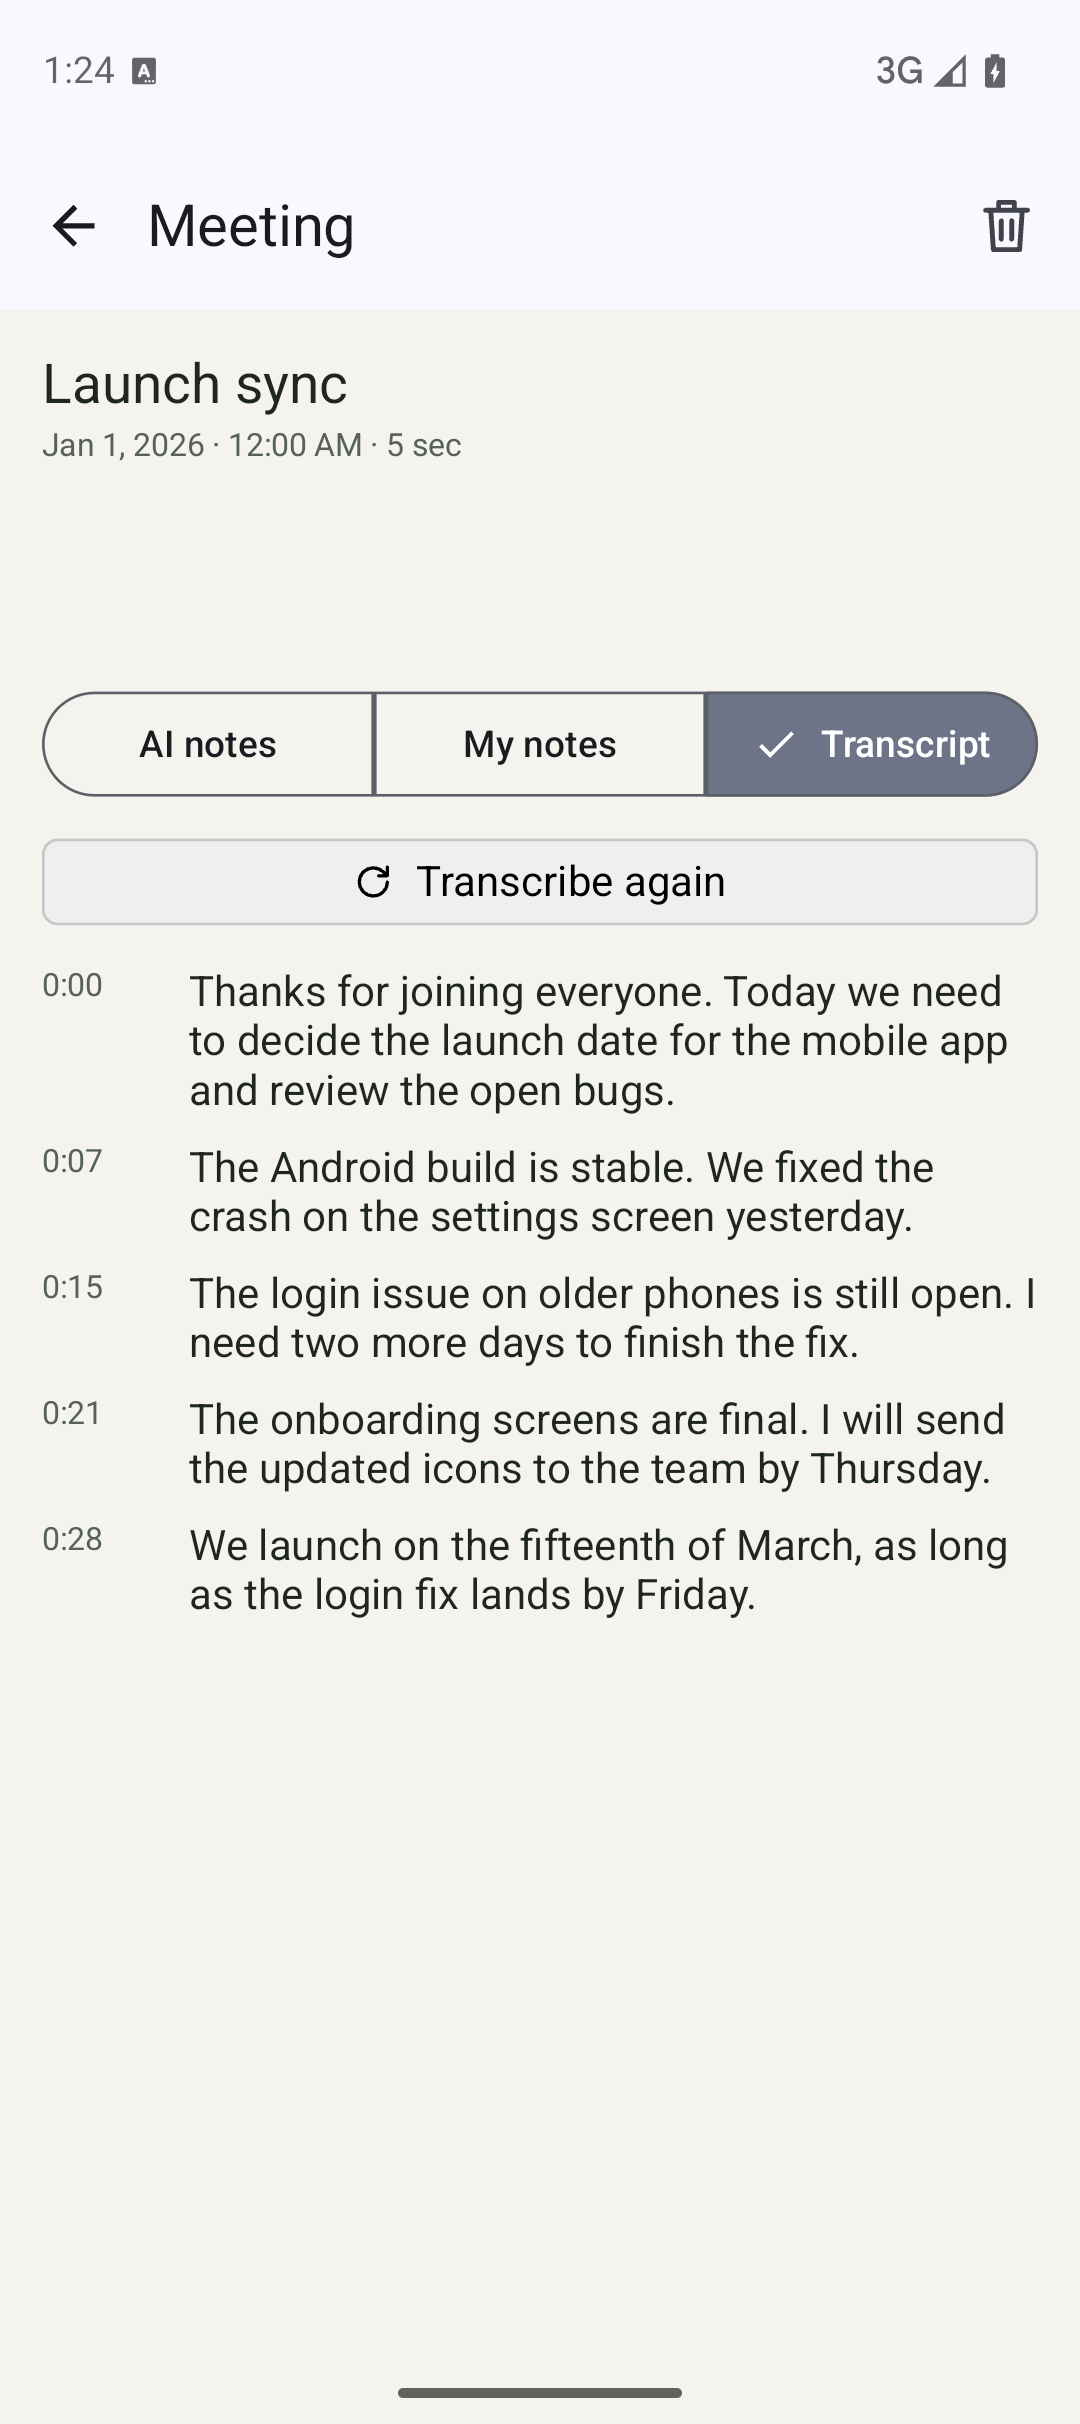 1:24
3G
Meeting
Launch sync
Jan 1, 2026 · 12:00 AM · 5 sec
AI notes
My notes
Transcript
Transcribe again
0:00
Thanks for joining everyone. Today we need
to decide the launch date for the mobile app
and review the open bugs.
0:07
The Android build is stable. We fixed the
crash on the settings screen yesterday.
0:15
The login issue on older phones is still open. I
need two more days to finish the fix.
0:21
The onboarding screens are final. I will send
the updated icons to the team by Thursday.
0:28
We launch on the fifteenth of March, as long
as the login fix lands by Friday.